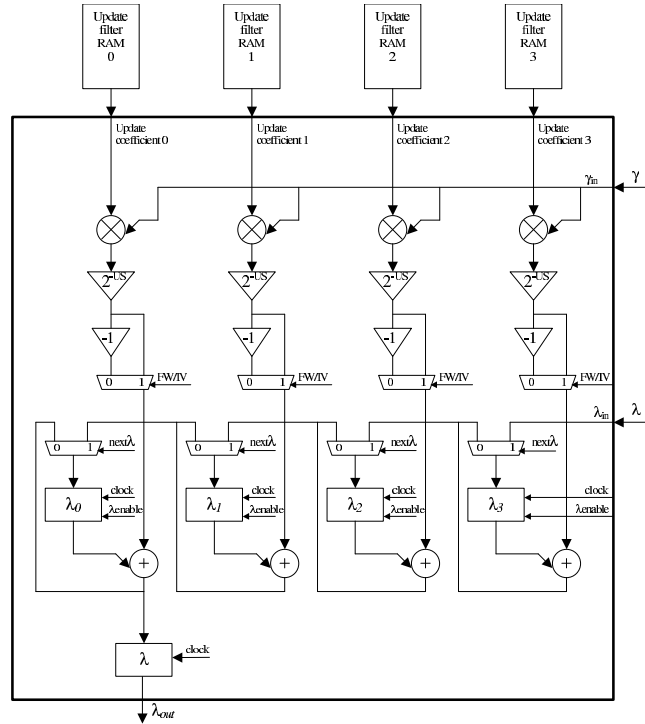 Update filter RAM 0
Update filter RAM 1
Update filter RAM 2
Update filter RAM 3
Update coefficient 0
Update coefficient 1
Update coefficient 2
Update coefficient 3
γin
γ
2^-US
2^-US
2^-US
2^-US
-1
-1
-1
-1
0 1
FW/IV
0 1
FW/IV
0 1
FW/IV
0 1
FW/IV
λin
λ
0 1
nextλ
0 1
nextλ
0 1
nextλ
0 1
nextλ
λ0
clock
λenable
λ1
clock
λenable
λ2
clock
λenable
λ3
clock
λenable
+
+
+
+
λ
clock
λout